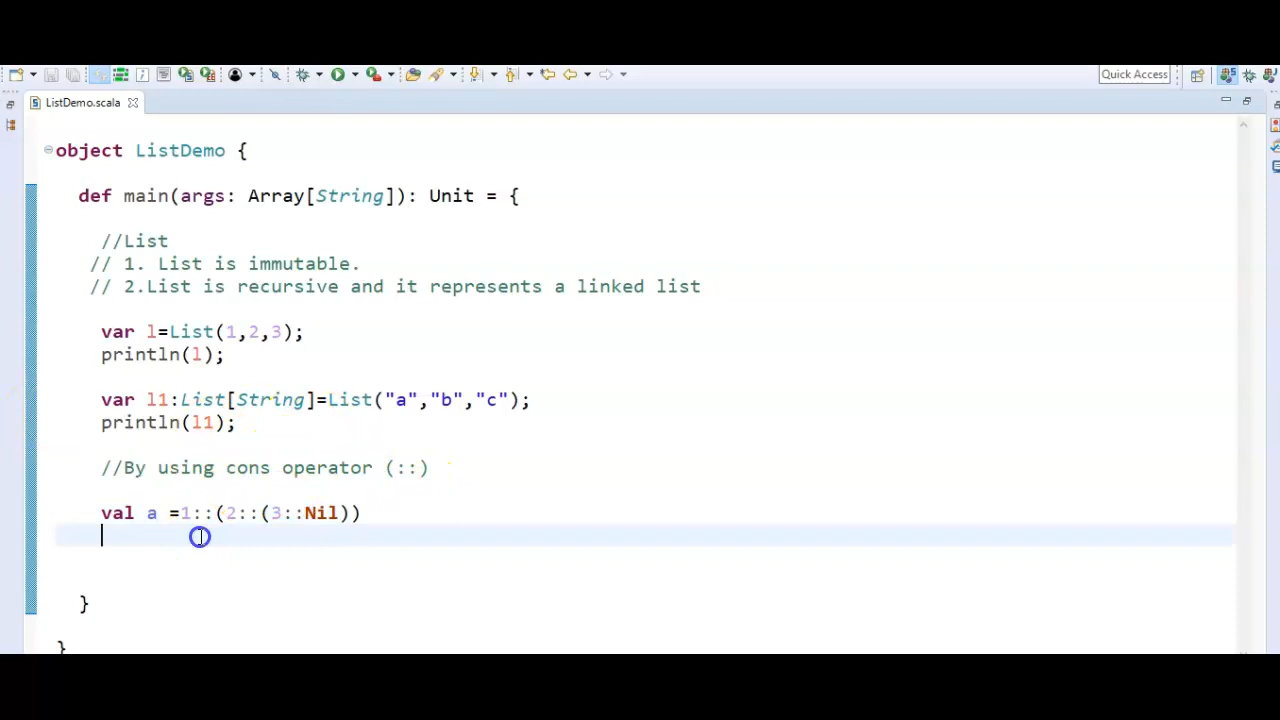 Quick Access
ListDemo.scala
object ListDemo {
def main(args: Array[String]): Unit = {
//List
// 1. List is immutable.
// 2.List is recursive and it represents a linked list
var l=List(1,2,3);
println(l);
var l1:List[String]=List("a","b","c");
println(l1);
//By using cons operator (::)
val a =1::(2::(3::Nil))
}
}